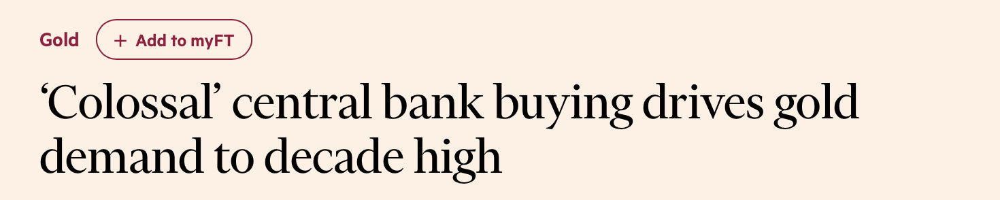 Gold + Add to myFT
‘Colossal’ central bank buying drives gold
demand to decade high